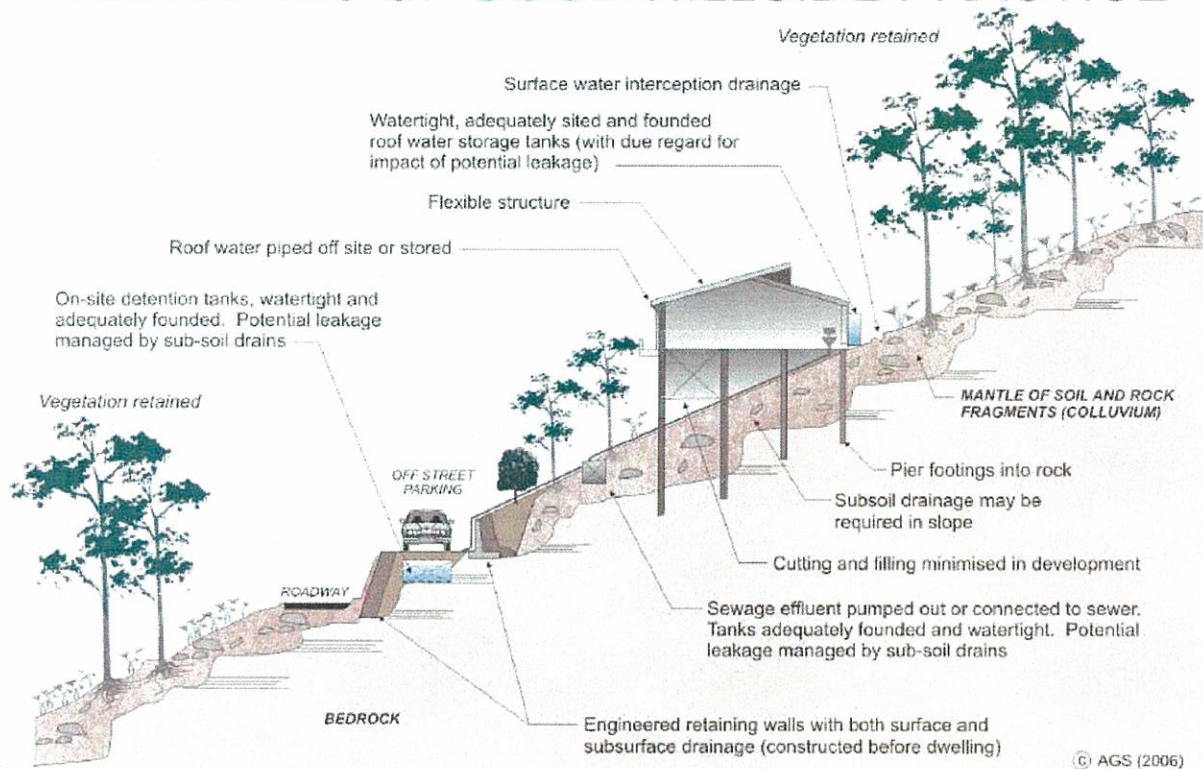 Vegetation retained
Surface water interception drainage
Watertight, adequately sited and founded
roof water storage tanks (with due regard for
impact of potential leakage)
Flexible structure
Roof water piped off site or stored
On-site detention tanks, watertight and
adequately founded. Potential leakage
managed by sub-soil drains
Vegetation retained
OFF STREET
PARKING
ROADWAY
MANTLE OF SOIL AND ROCK
FRAGMENTS (COLLUVIUM)
Pier footings into rock
Subsoil drainage may be
required in slope
Cutting and filling minimised in development
Sewage effluent pumped out or connected to sewer.
Tanks adequately founded and watertight. Potential
leakage managed by sub-soil drains
BEDROCK
Engineered retaining walls with both surface and
subsurface drainage (constructed before dwelling)
© AGS (2006)